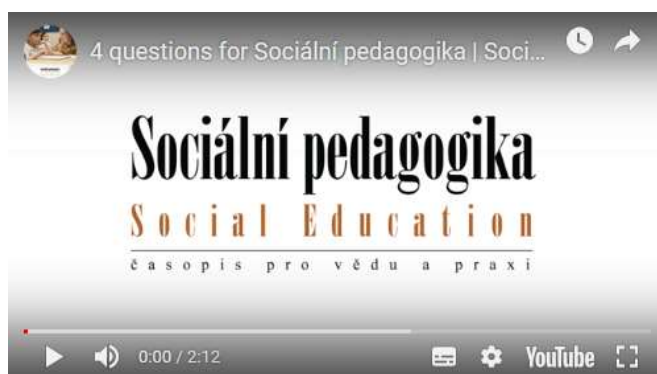 4 questions for Sociální pedagogika | Soci...
Sociální pedagogika
Social Education
časopis pro vědu a praxi
0:00 / 2:12
YouTube